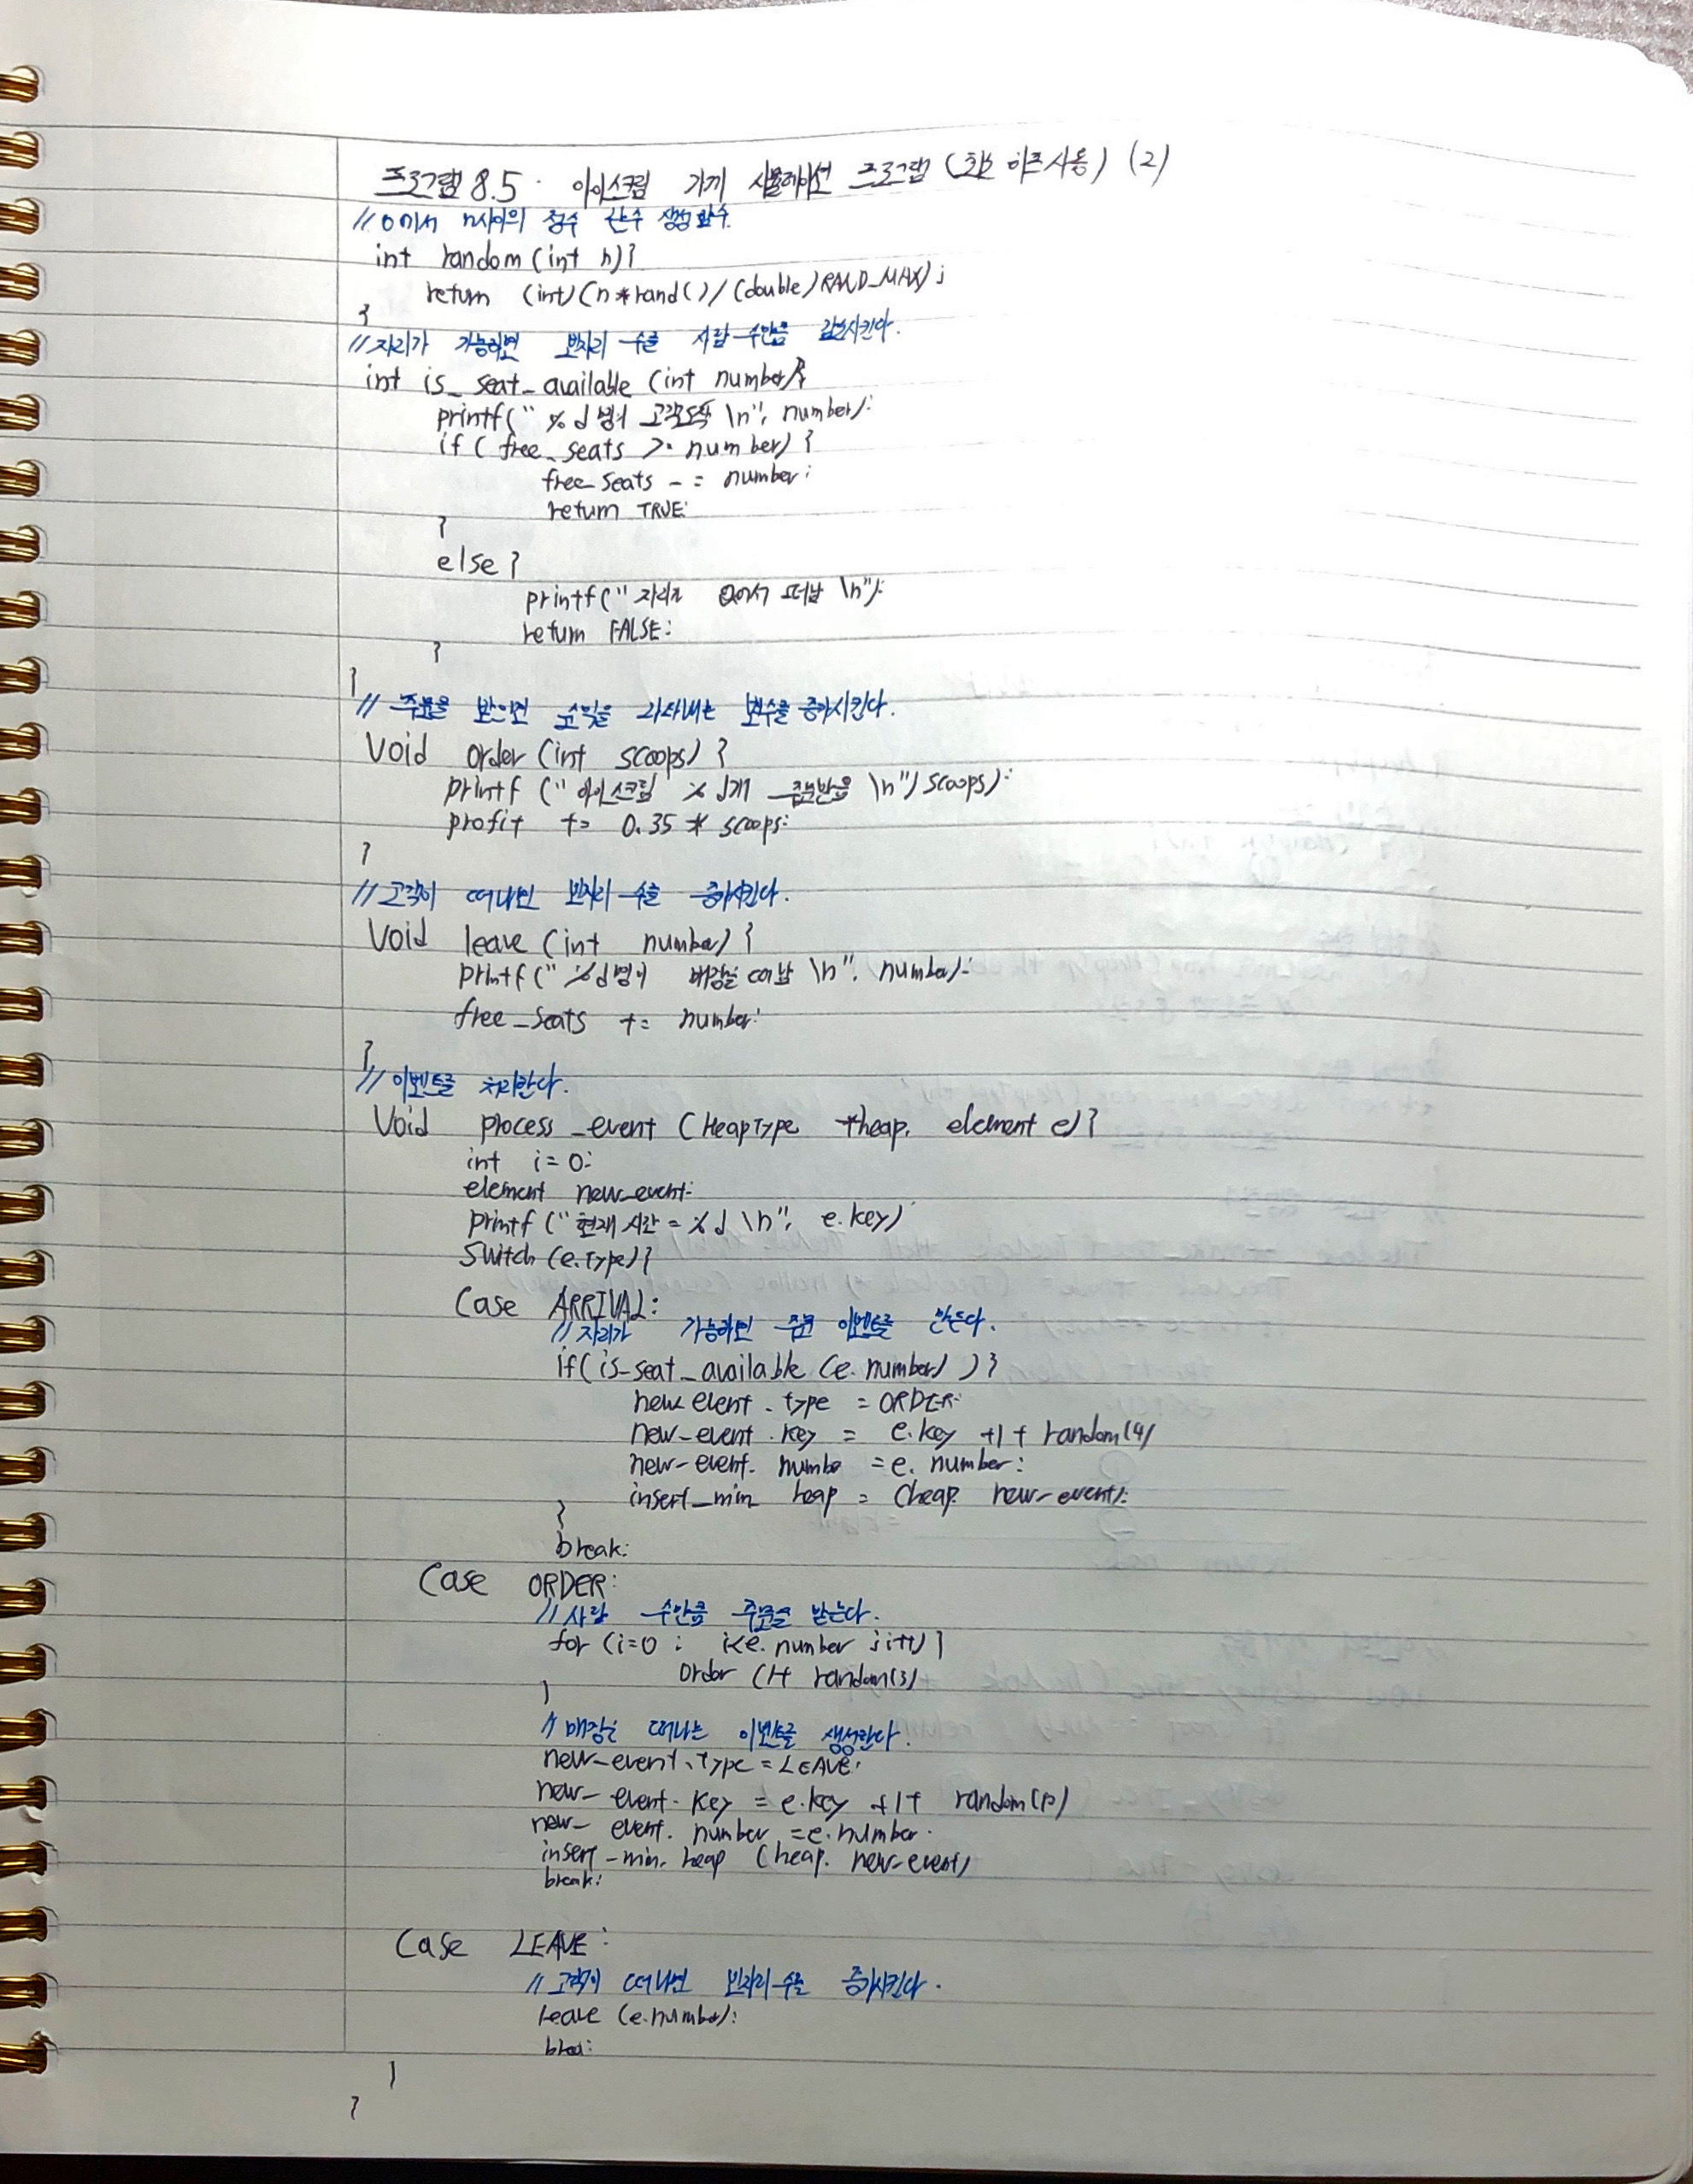 프로그램 8.5 · 아이스크림 가게 시뮬레이션 프로그램 (최소 히프사용) (2)
// 0에서 n사이의 정수 난수 생성함수.
int random (int n) {
return (int)(n*rand()/(double)RAND_MAX);
}
// 자리가 가능하면 빈자리 수를 사람 수만큼 감소시킨다.
int is_seat_available (int number){
printf("%d명의 고객도착 \n", number);
if( free_seats >= number) {
free_seats -= number;
return TRUE;
}
else {
printf("자리가 없어서 떠남 \n");
return FALSE;
}
}
// 주문을 받으면 순익을 나타내는 변수를 증가시킨다.
Void order (int scoops) {
printf ("아이스크림 %d개 주문받음 \n", scoops);
profit += 0.35 * scoops;
}
// 고객이 떠나면 빈자리 수를 증가시킨다.
Void leave (int number) {
printf("%d명이 매장을 떠남 \n", number);
free_seats += number;
}
// 이벤트를 처리한다.
Void process_event (HeapType *heap, element e) {
int i=0;
element new_event;
printf ("현재 시간 = %d \n", e.key)
Switch (e.type) {
Case ARRIVAL:
// 자리가 가능하면 주문 이벤트를 만든다.
if( is_seat_available (e.number) ) {
new event.type = ORDER;
new_event.key = e.key +1+ random(4)
new_event. numbe = e. number;
insert_min heap = (heap, new_event);
}
break;
Case ORDER:
// 사람 수만큼 주문을 받는다.
for (i=0 ; i<e.number ;i++) {
Order (1+ random(3)
}
// 매장을 떠나는 이벤트를 생성한다.
new_event.type = LEAVE;
new_ event.key = e.key +1+ random(10)
new_ event. number = e.number.
insert_min_heap (heap, new_event)
break;
Case LEAVE:
// 고객이 떠나면 빈자리 수를 증가시킨다.
leave (e.number);
}
}